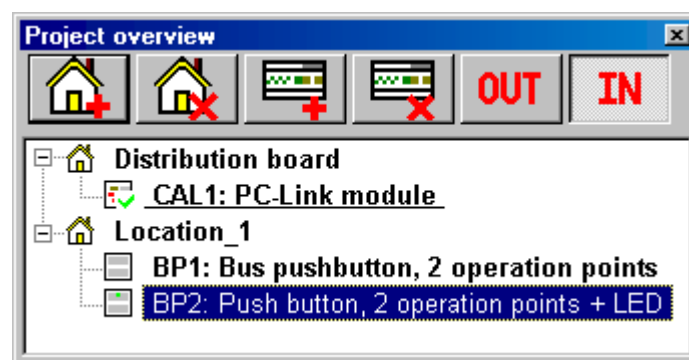 Project overview
OUT IN
Distribution board
CAL1: PC-Link module
Location_1
BP1: Bus pushbutton, 2 operation points
BP2: Push button, 2 operation points + LED